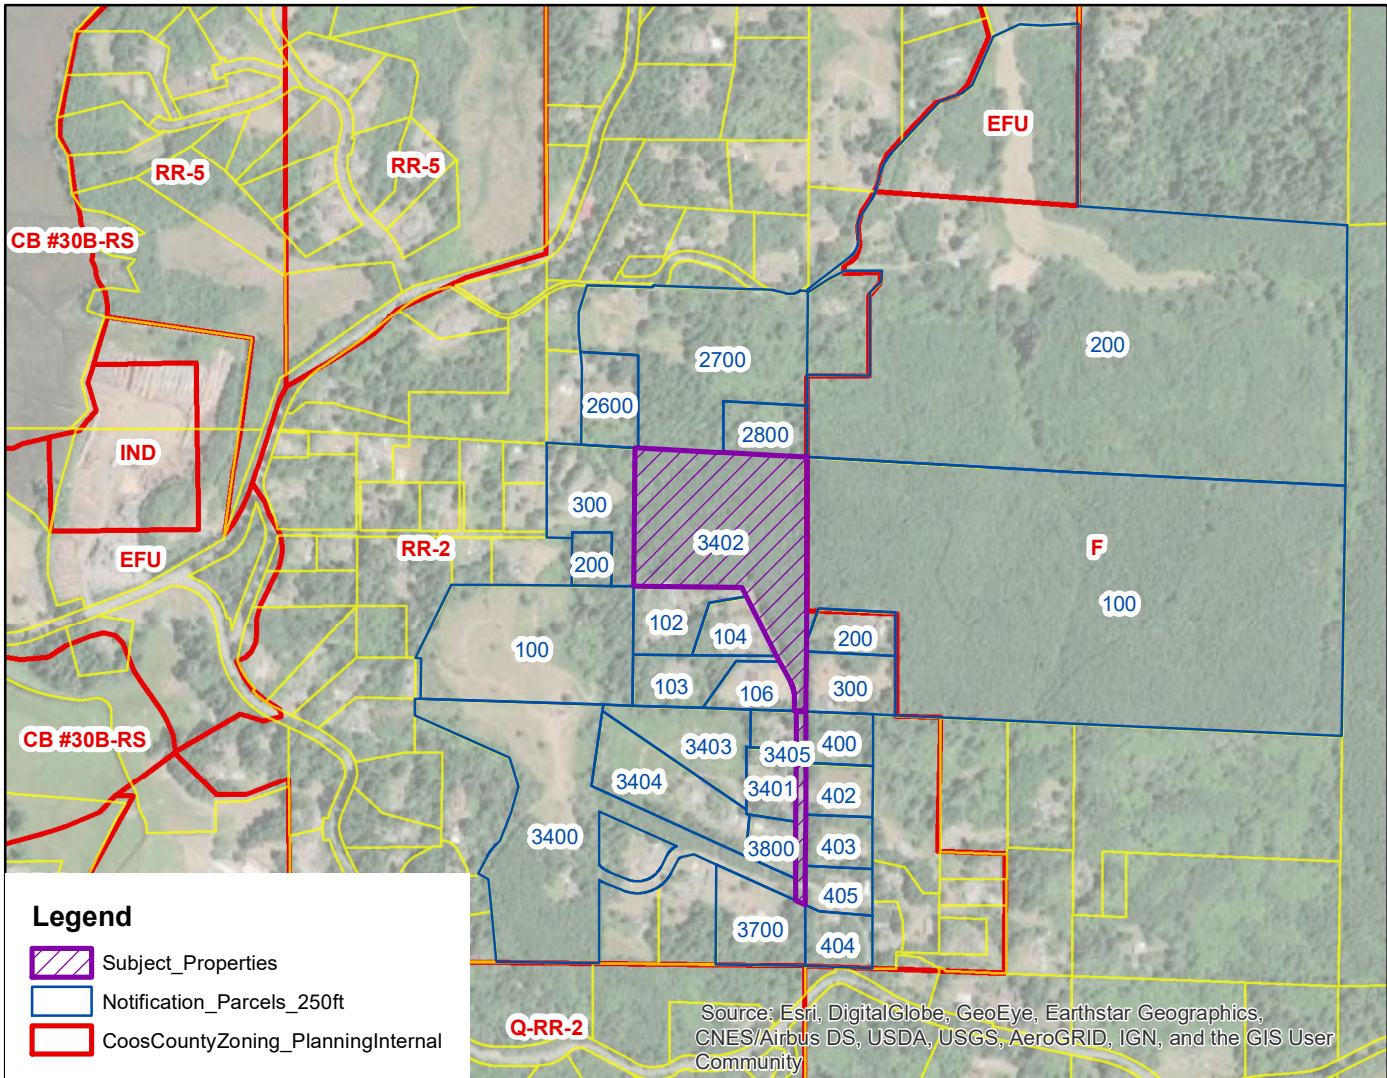 EFU
RR-5
RR-5
CB #30B-RS
200
2700
2600
2800
IND
300
3402
RR-2
F
EFU
200
100
102
104
200
100
103
106
300
CB #30B-RS
3403
3405
400
3404
3401
402
3400
3800
403
405
3700
404
Legend
Subject_Properties
Notification_Parcels_250ft
CoosCountyZoning_PlanningInternal
Q-RR-2
Source: Esri, DigitalGlobe, GeoEye, Earthstar Geographics,
CNES/Airbus DS, USDA, USGS, AeroGRID, IGN, and the GIS User
Community